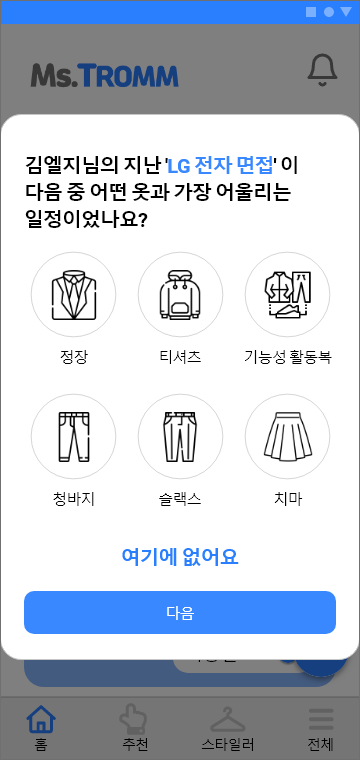 Ms.TROMM
김엘지님의 지난 'LG 전자 면접' 이
다음 중 어떤 옷과 가장 어울리는
일정이었나요?
정장 티셔츠 기능성 활동복
청바지 슬랙스 치마
여기에 없어요
다음
홈 추천 스타일러 전체